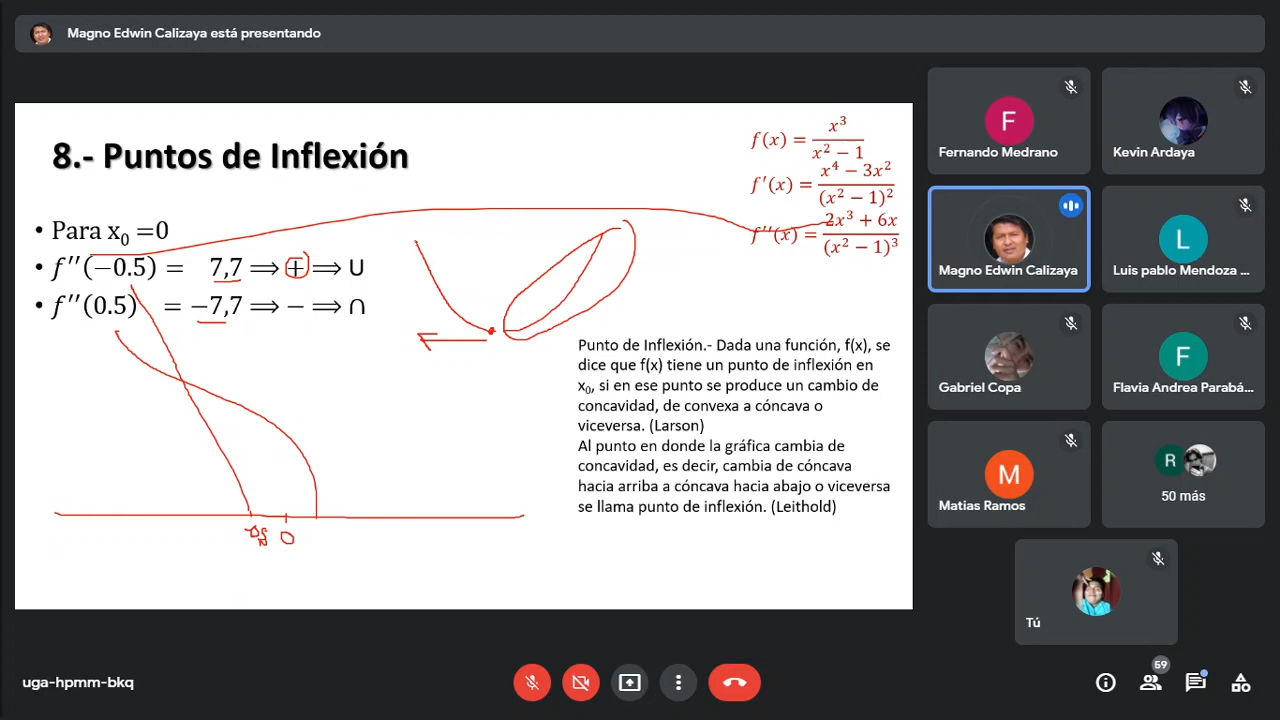 Magno Edwin Calizaya está presentando
8.- Puntos de Inflexión
f(x) = x³ / (x² − 1)
f′(x) = (x⁴ − 3x²) / (x² − 1)²
f′′(x) = (2x³ + 6x) / (x² − 1)³
• Para x₀ =0
• f′′(−0.5) = 7,7 ⟹ + ⟹ ∪
• f′′(0.5) = −7,7 ⟹ − ⟹ ∩
Punto de Inflexión.- Dada una función, f(x), se
dice que f(x) tiene un punto de inflexión en
x₀, si en ese punto se produce un cambio de
concavidad, de convexa a cóncava o
viceversa. (Larson)
Al punto en donde la gráfica cambia de
concavidad, es decir, cambia de cóncava
hacia arriba a cóncava hacia abajo o viceversa
se llama punto de inflexión. (Leithold)
0
F
Fernando Medrano
Kevin Ardaya
Magno Edwin Calizaya
L
Luis pablo Mendoza ...
Gabriel Copa
F
Flavia Andrea Parabá...
M
Matias Ramos
R
50 más
Tú
uga-hpmm-bkq
59